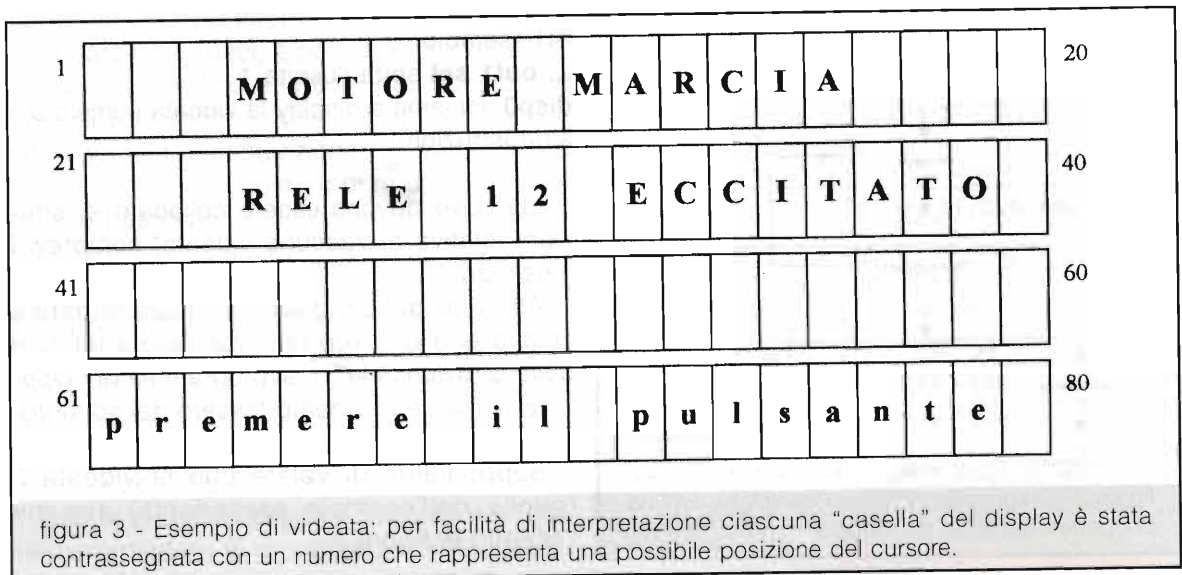 1 MOTORE MARCIA 20
21 RELE 12 ECCITATO 40
41 60
61 premere il pulsante 80
figura 3 - Esempio di videata: per facilità di interpretazione ciascuna "casella" del display è stata
contrassegnata con un numero che rappresenta una possibile posizione del cursore.